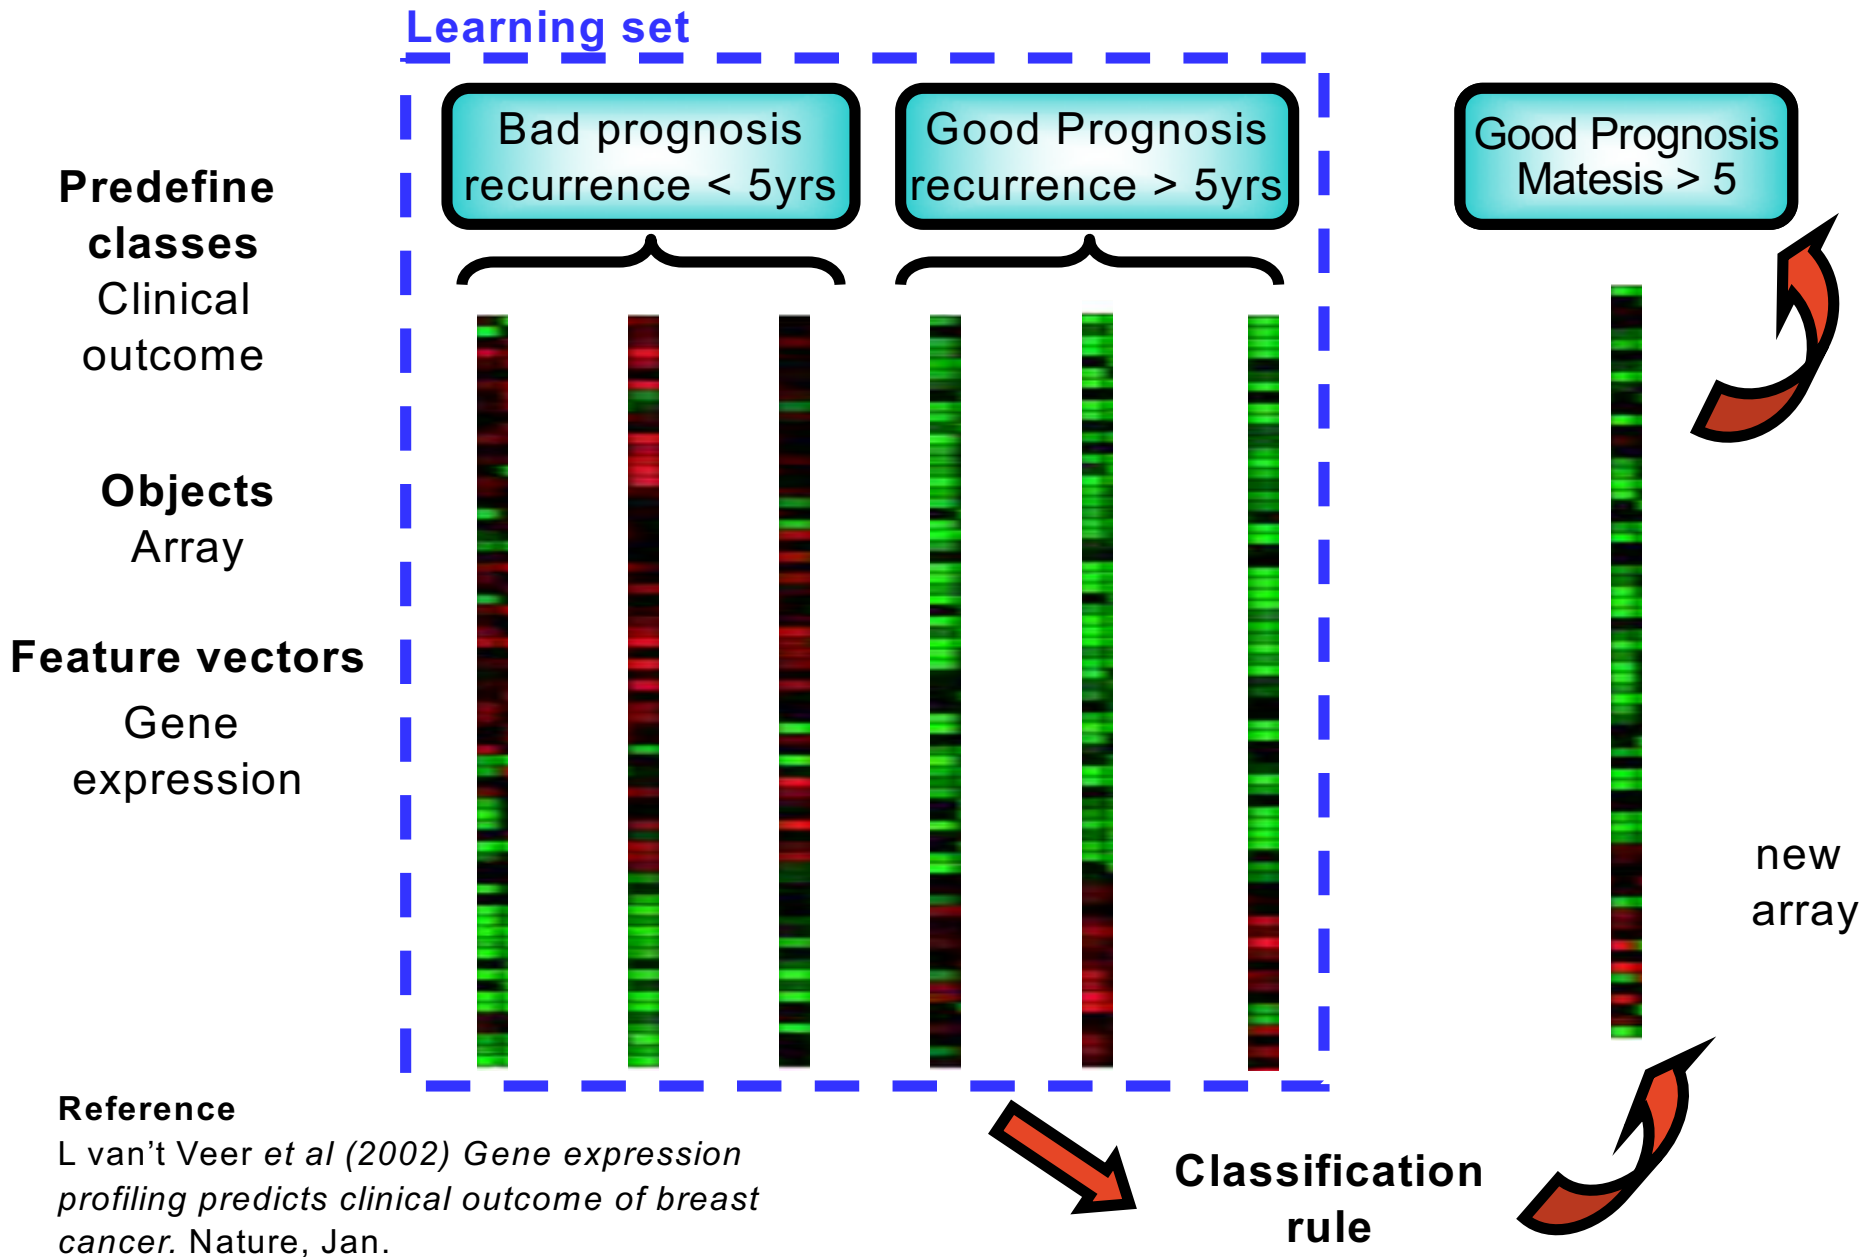 Learning set
Bad prognosis
recurrence < 5yrs
Good Prognosis
recurrence > 5yrs
Good Prognosis
Matesis > 5
Predefine
classes
Clinical
outcome
Objects
Array
Feature vectors
Gene
expression
new
array
Reference
L van't Veer et al (2002) Gene expression
profiling predicts clinical outcome of breast
cancer. Nature, Jan.
Classification
rule